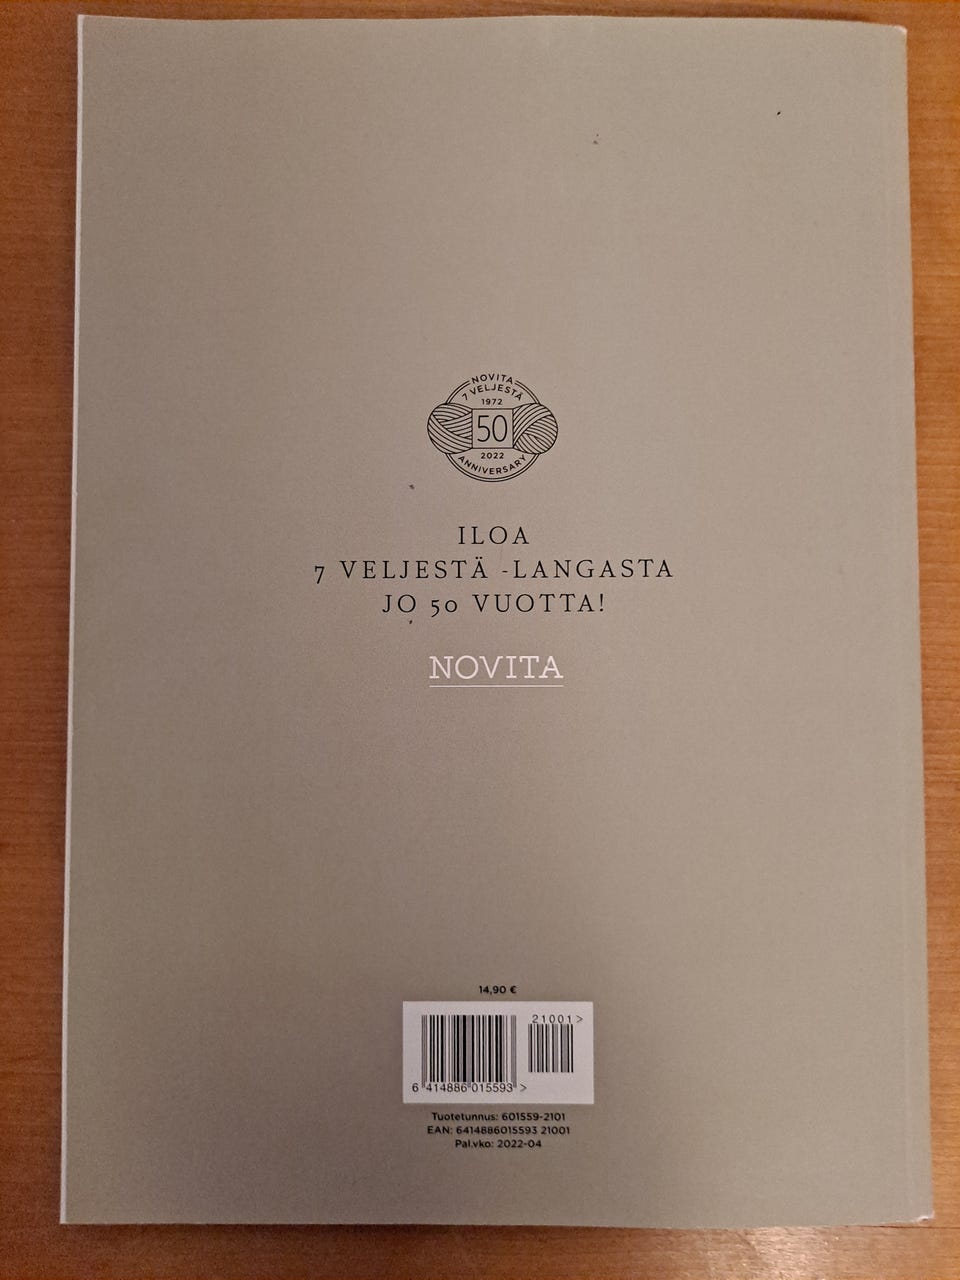 NOVITA
7 VELJESTÄ
1972
50
2022
ANNIVERSARY
ILOA
7 VELJESTÄ -LANGASTA
JO 50 VUOTTA!
NOVITA
14,90 €
21001>
6 414886 015593 >
Tuotetunnus: 601559-2101
EAN: 6414886015593 21001
Pal.vko: 2022-04